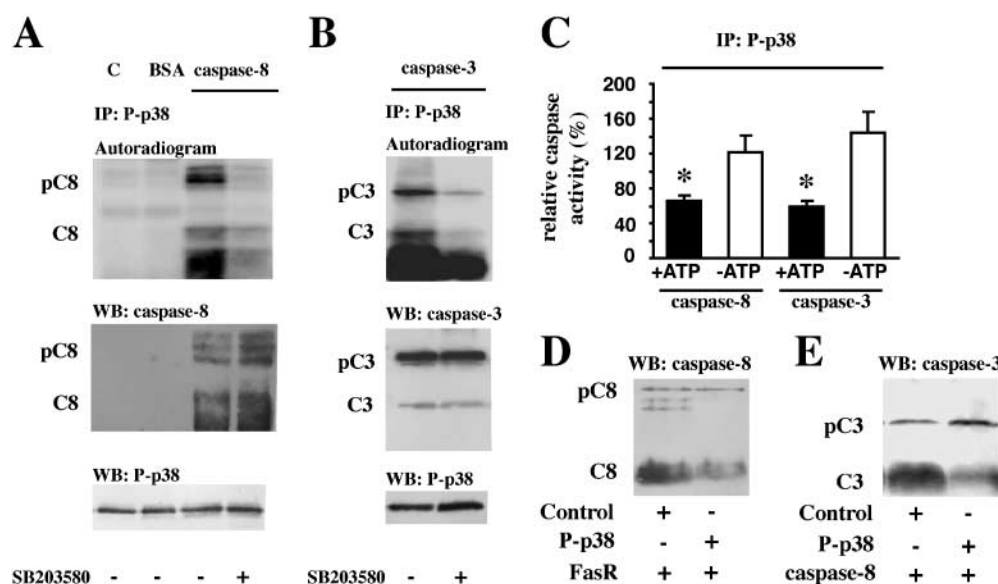 A
C BSA caspase-8
IP: P-p38
Autoradiogram
pC8
C8
WB: caspase-8
pC8
C8
WB: P-p38
SB203580 - - - +
B
caspase-3
IP: P-p38
Autoradiogram
pC3
C3
WB: caspase-3
pC3
C3
WB: P-p38
SB203580 - +
C
IP: P-p38
relative caspase
activity (%)
200
160
120
80
60
40
0
* *
+ATP -ATP +ATP -ATP
caspase-8 caspase-3
D
WB: caspase-8
pC8
C8
Control + -
P-p38 - +
FasR + +
E
WB: caspase-3
pC3
C3
Control + -
P-p38 - +
caspase-8 + +